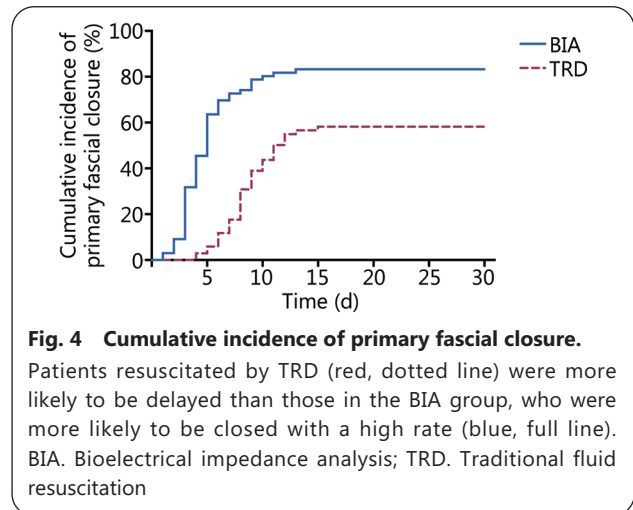 100
80
60
40
20
0
Cumulative incidence of
primary fascial closure (%)
5
10
15
20
25
30
Time (d)
BIA
TRD
Fig. 4 Cumulative incidence of primary fascial closure.
Patients resuscitated by TRD (red, dotted line) were more
likely to be delayed than those in the BIA group, who were
more likely to be closed with a high rate (blue, full line).
BIA. Bioelectrical impedance analysis; TRD. Traditional fluid
resuscitation